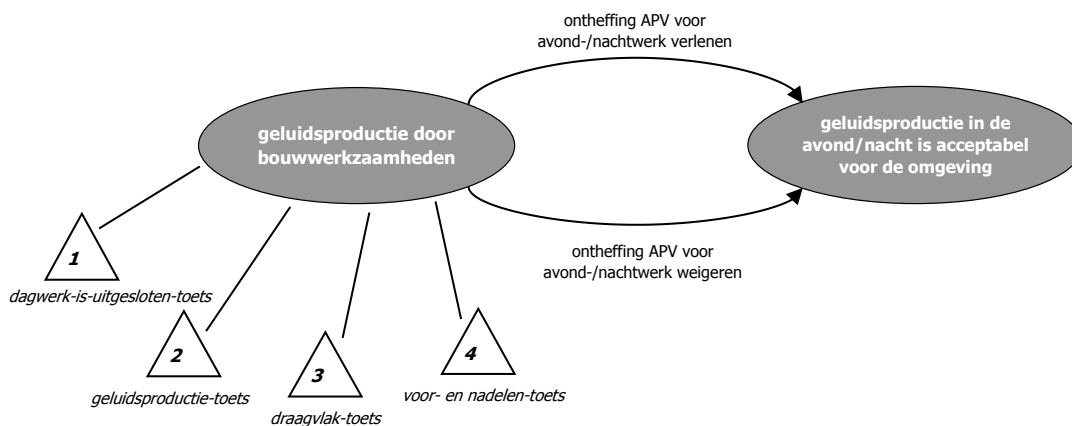 ontheffing APV voor
avond-/nachtwerk verlenen
geluidsproductie door
bouwwerkzaamheden
geluidsproductie in de
avond/nacht is acceptabel
voor de omgeving
ontheffing APV voor
avond-/nachtwerk weigeren
1
dagwerk-is-uitgesloten-toets
2
geluidsproductie-toets
3
draagvlak-toets
4
voor- en nadelen-toets